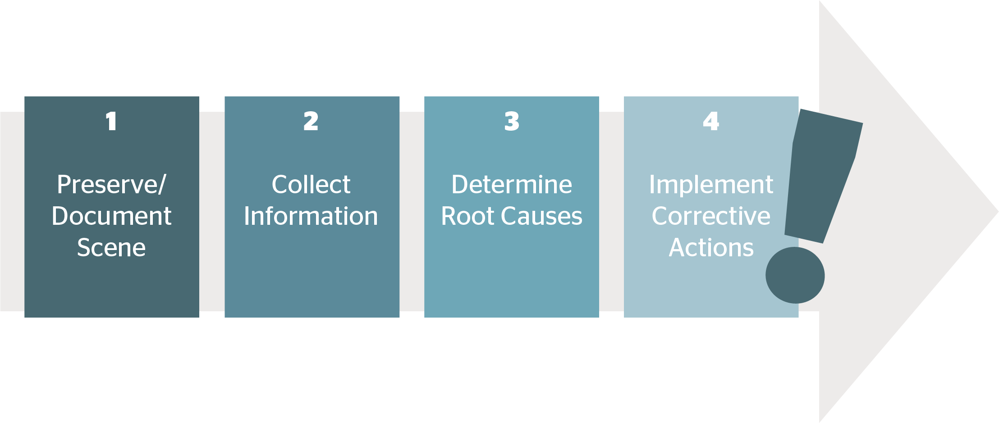 1
Preserve/
Document
Scene
2
Collect
Information
3
Determine
Root Causes
4
Implement
Corrective
Actions
!